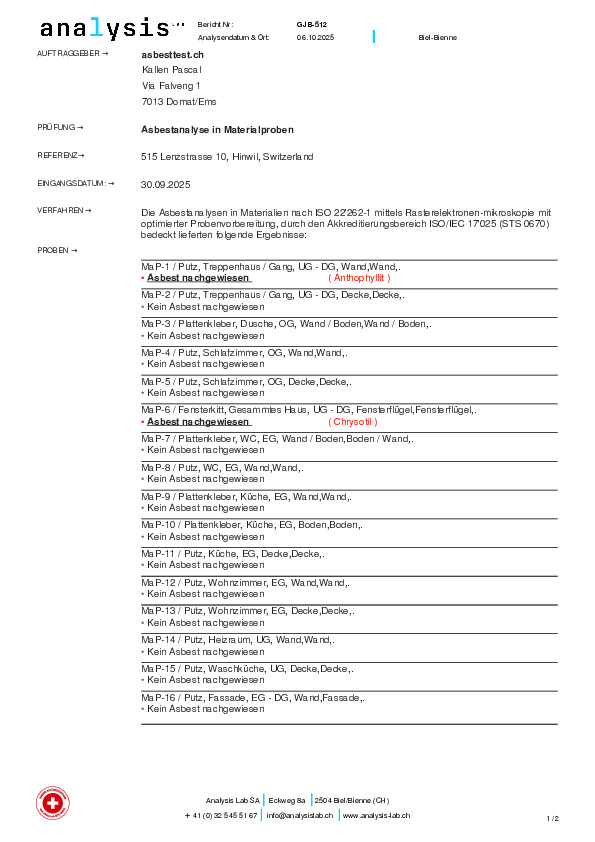 analysis
Bericht Nr: GJB-512
Analysendatum & Ort: 06.10.2025 Biel-Bienne
AUFTRAGGEBER → asbesttest.ch
Kallen Pascal
Via Falveng 1
7013 Domat/Ems
PRÜFUNG → Asbestanalyse in Materialproben
REFERENZ → 515 Lenzstrasse 10, Hinwil, Switzerland
EINGANGSDATUM: → 30.09.2025
VERFAHREN → Die Asbestanalysen in Materialien nach ISO 22'262-1 mittels Rasterelektronen-mikroskopie mit
optimierter Probenvorbereitung, durch den Akkreditierungsbereich ISO/IEC 17'025 (STS 0670)
bedeckt lieferten folgende Ergebnisse:
PROBEN →
MaP-1 / Putz, Treppenhaus / Gang, UG - DG, Wand,Wand,.
• Asbest nachgewiesen ( Anthophyllit )
MaP-2 / Putz, Treppenhaus / Gang, UG - DG, Decke,Decke,.
• Kein Asbest nachgewiesen
MaP-3 / Plattenkleber, Dusche, OG, Wand / Boden,Wand / Boden,.
• Kein Asbest nachgewiesen
MaP-4 / Putz, Schlafzimmer, OG, Wand,Wand,.
• Kein Asbest nachgewiesen
MaP-5 / Putz, Schlafzimmer, OG, Decke,Decke,.
• Kein Asbest nachgewiesen
MaP-6 / Fensterkitt, Gesammtes Haus, UG - DG, Fensterflügel,Fensterflügel,.
• Asbest nachgewiesen ( Chrysotil )
MaP-7 / Plattenkleber, WC, EG, Wand / Boden,Boden / Wand,.
• Kein Asbest nachgewiesen
MaP-8 / Putz, WC, EG, Wand,Wand,.
• Kein Asbest nachgewiesen
MaP-9 / Plattenkleber, Küche, EG, Wand,Wand,.
• Kein Asbest nachgewiesen
MaP-10 / Plattenkleber, Küche, EG, Boden,Boden,.
• Kein Asbest nachgewiesen
MaP-11 / Putz, Küche, EG, Decke,Decke,.
• Kein Asbest nachgewiesen
MaP-12 / Putz, Wohnzimmer, EG, Wand,Wand,.
• Kein Asbest nachgewiesen
MaP-13 / Putz, Wohnzimmer, EG, Decke,Decke,.
• Kein Asbest nachgewiesen
MaP-14 / Putz, Heizraum, UG, Wand,Wand,.
• Kein Asbest nachgewiesen
MaP-15 / Putz, Waschküche, UG, Decke,Decke,.
• Kein Asbest nachgewiesen
MaP-16 / Putz, Fassade, EG - DG, Wand,Fassade,.
• Kein Asbest nachgewiesen
Analysis Lab SA | Eckweg 8a | 2504 Biel/Bienne (CH)
+ 41 (0) 32 545 51 67 | info@analysislab.ch | www.analysis-lab.ch
1 / 2